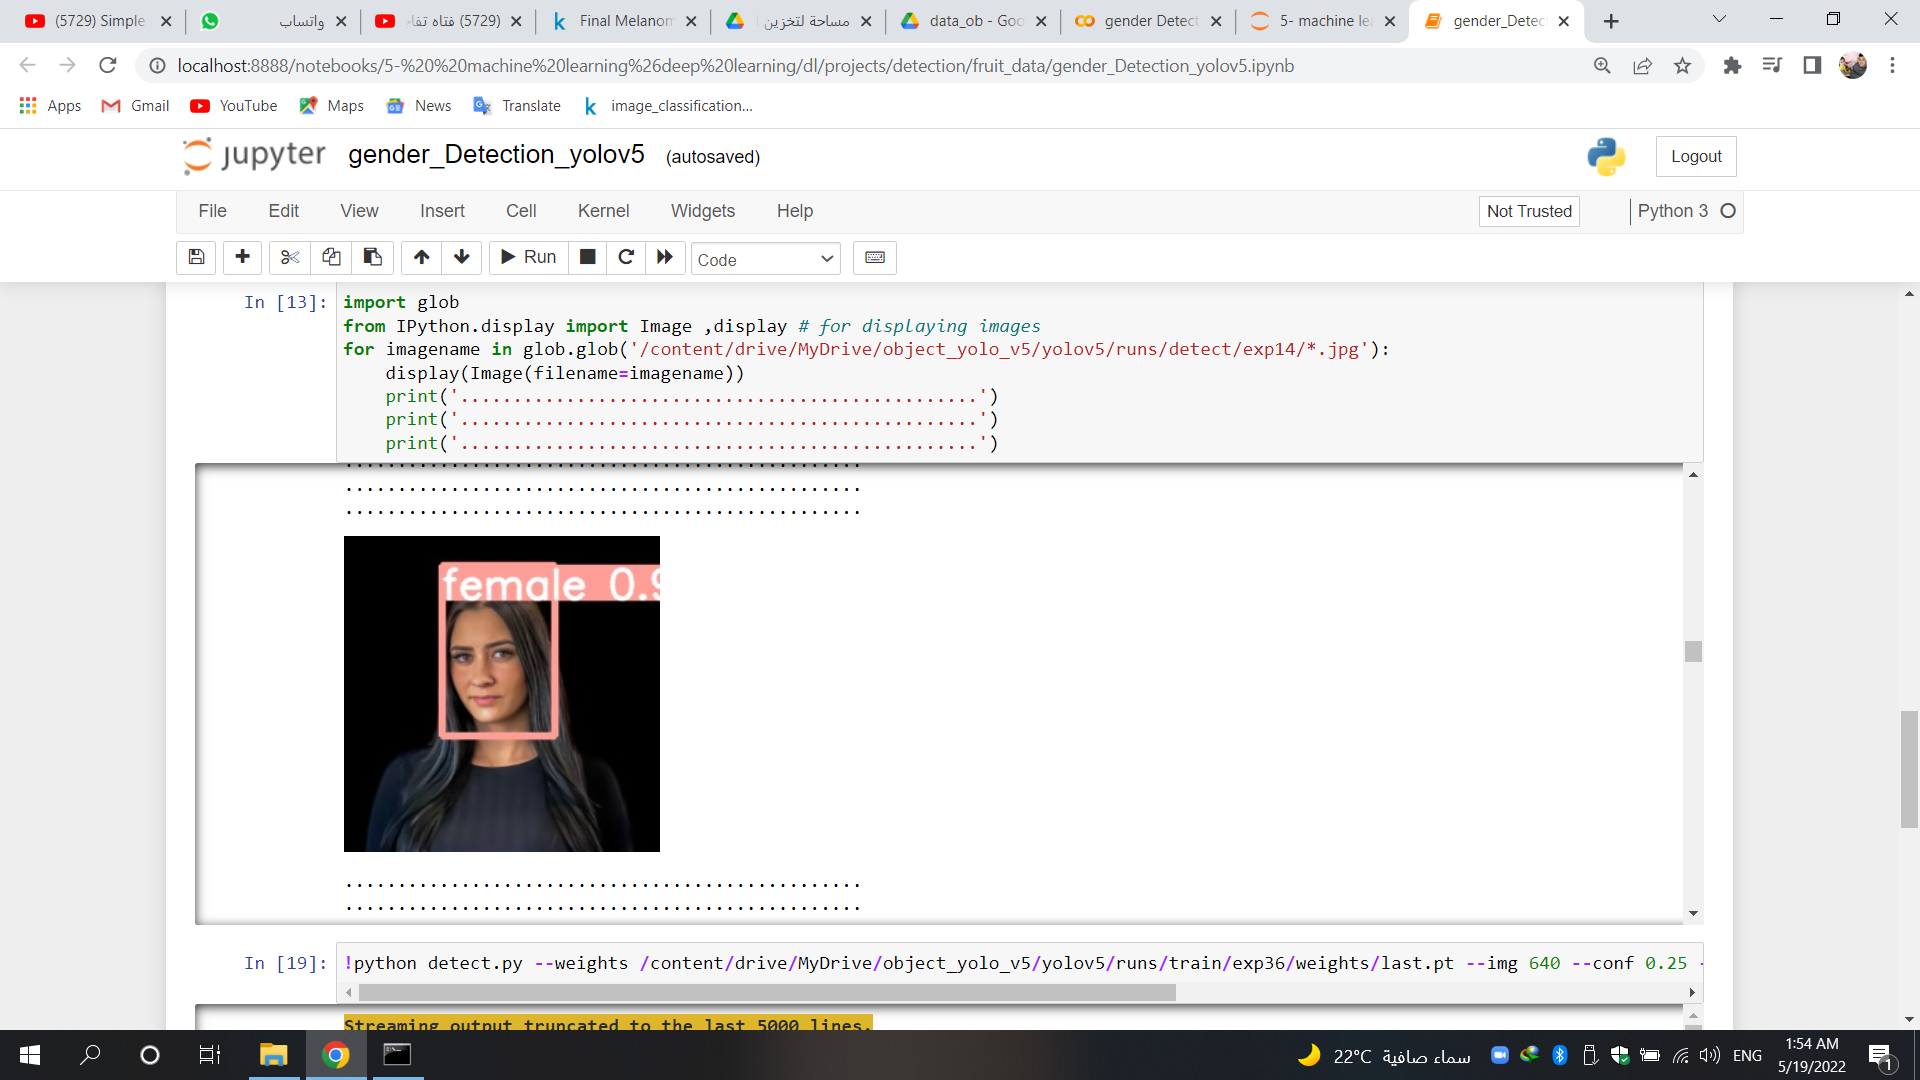 (5729) Simple
واتساب
(5729) فتاه تفا
Final Melanom
مساحة لتخزين
data_ob - Goo
gender Detect
5- machine le
gender_Detec
localhost:8888/notebooks/5-%20%20machine%20learning%26deep%20learning/dl/projects/detection/fruit_data/gender_Detection_yolov5.ipynb
Apps
Gmail
YouTube
Maps
News
Translate
image_classification...
jupyter
gender_Detection_yolov5
(autosaved)
Logout
File
Edit
View
Insert
Cell
Kernel
Widgets
Help
Not Trusted
Python 3
Run
Code
In [13]:
import glob
from IPython.display import Image ,display # for displaying images
for imagename in glob.glob('/content/drive/MyDrive/object_yolo_v5/yolov5/runs/detect/exp14/*.jpg'):
display(Image(filename=imagename))
print('.................................................')
print('.................................................')
print('.................................................')
.................................................
.................................................
.................................................
female 0.9
.................................................
.................................................
In [19]:
!python detect.py --weights /content/drive/MyDrive/object_yolo_v5/yolov5/runs/train/exp36/weights/last.pt --img 640 --conf 0.25 -
Streaming output truncated to the last 5000 lines.
22°C سماء صافية
ENG
1:54 AM
5/19/2022
1